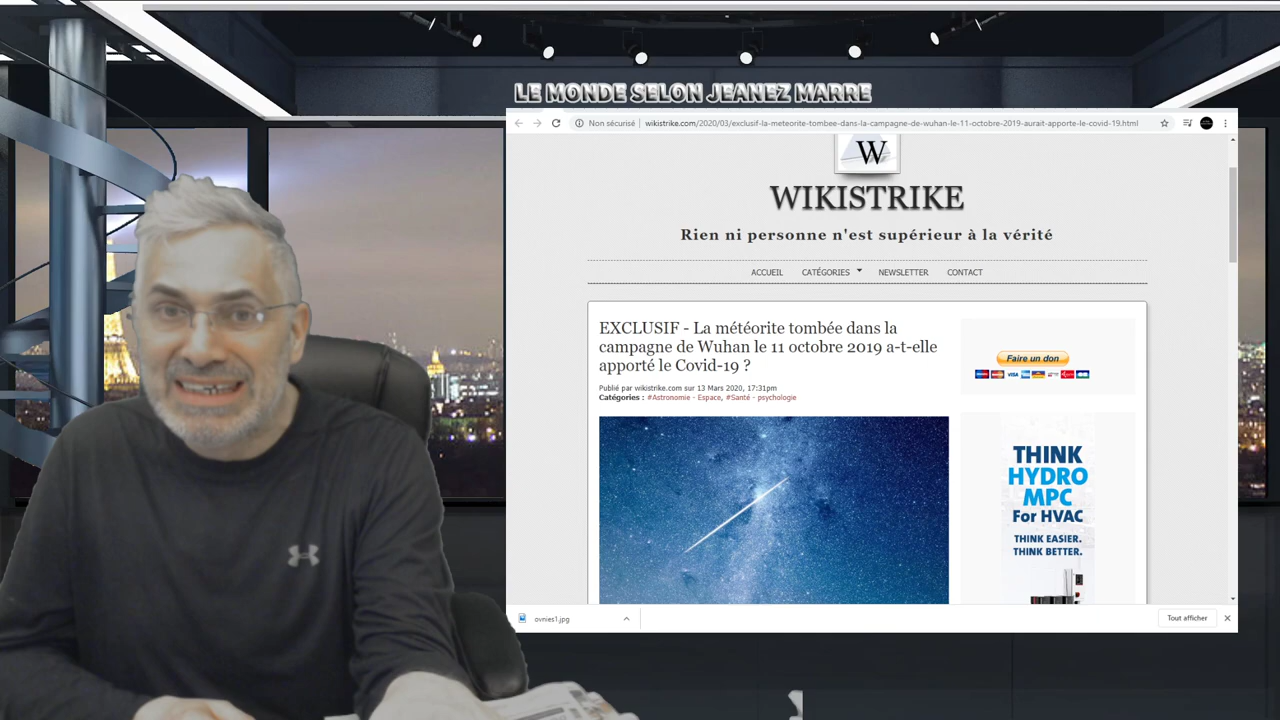 LE MONDE SELON JEANEZ MARRE
Non sécurisé | wikistrike.com/2020/03/exclusif-la-meteorite-tombee-dans-la-campagne-de-wuhan-le-11-octobre-2019-aurait-apporte-le-covid-19.html
W
WIKISTRIKE
Rien ni personne n'est supérieur à la vérité
ACCUEIL CATÉGORIES NEWSLETTER CONTACT
EXCLUSIF - La météorite tombée dans la
campagne de Wuhan le 11 octobre 2019 a-t-elle
apporté le Covid-19 ?
Publié par wikistrike.com sur 13 Mars 2020, 17:31pm
Catégories : #Astronomie - Espace, #Santé - psychologie
Faire un don
THINK
HYDRO
MPC
For HVAC
THINK EASIER.
THINK BETTER.
ovnies1.jpg
Tout afficher